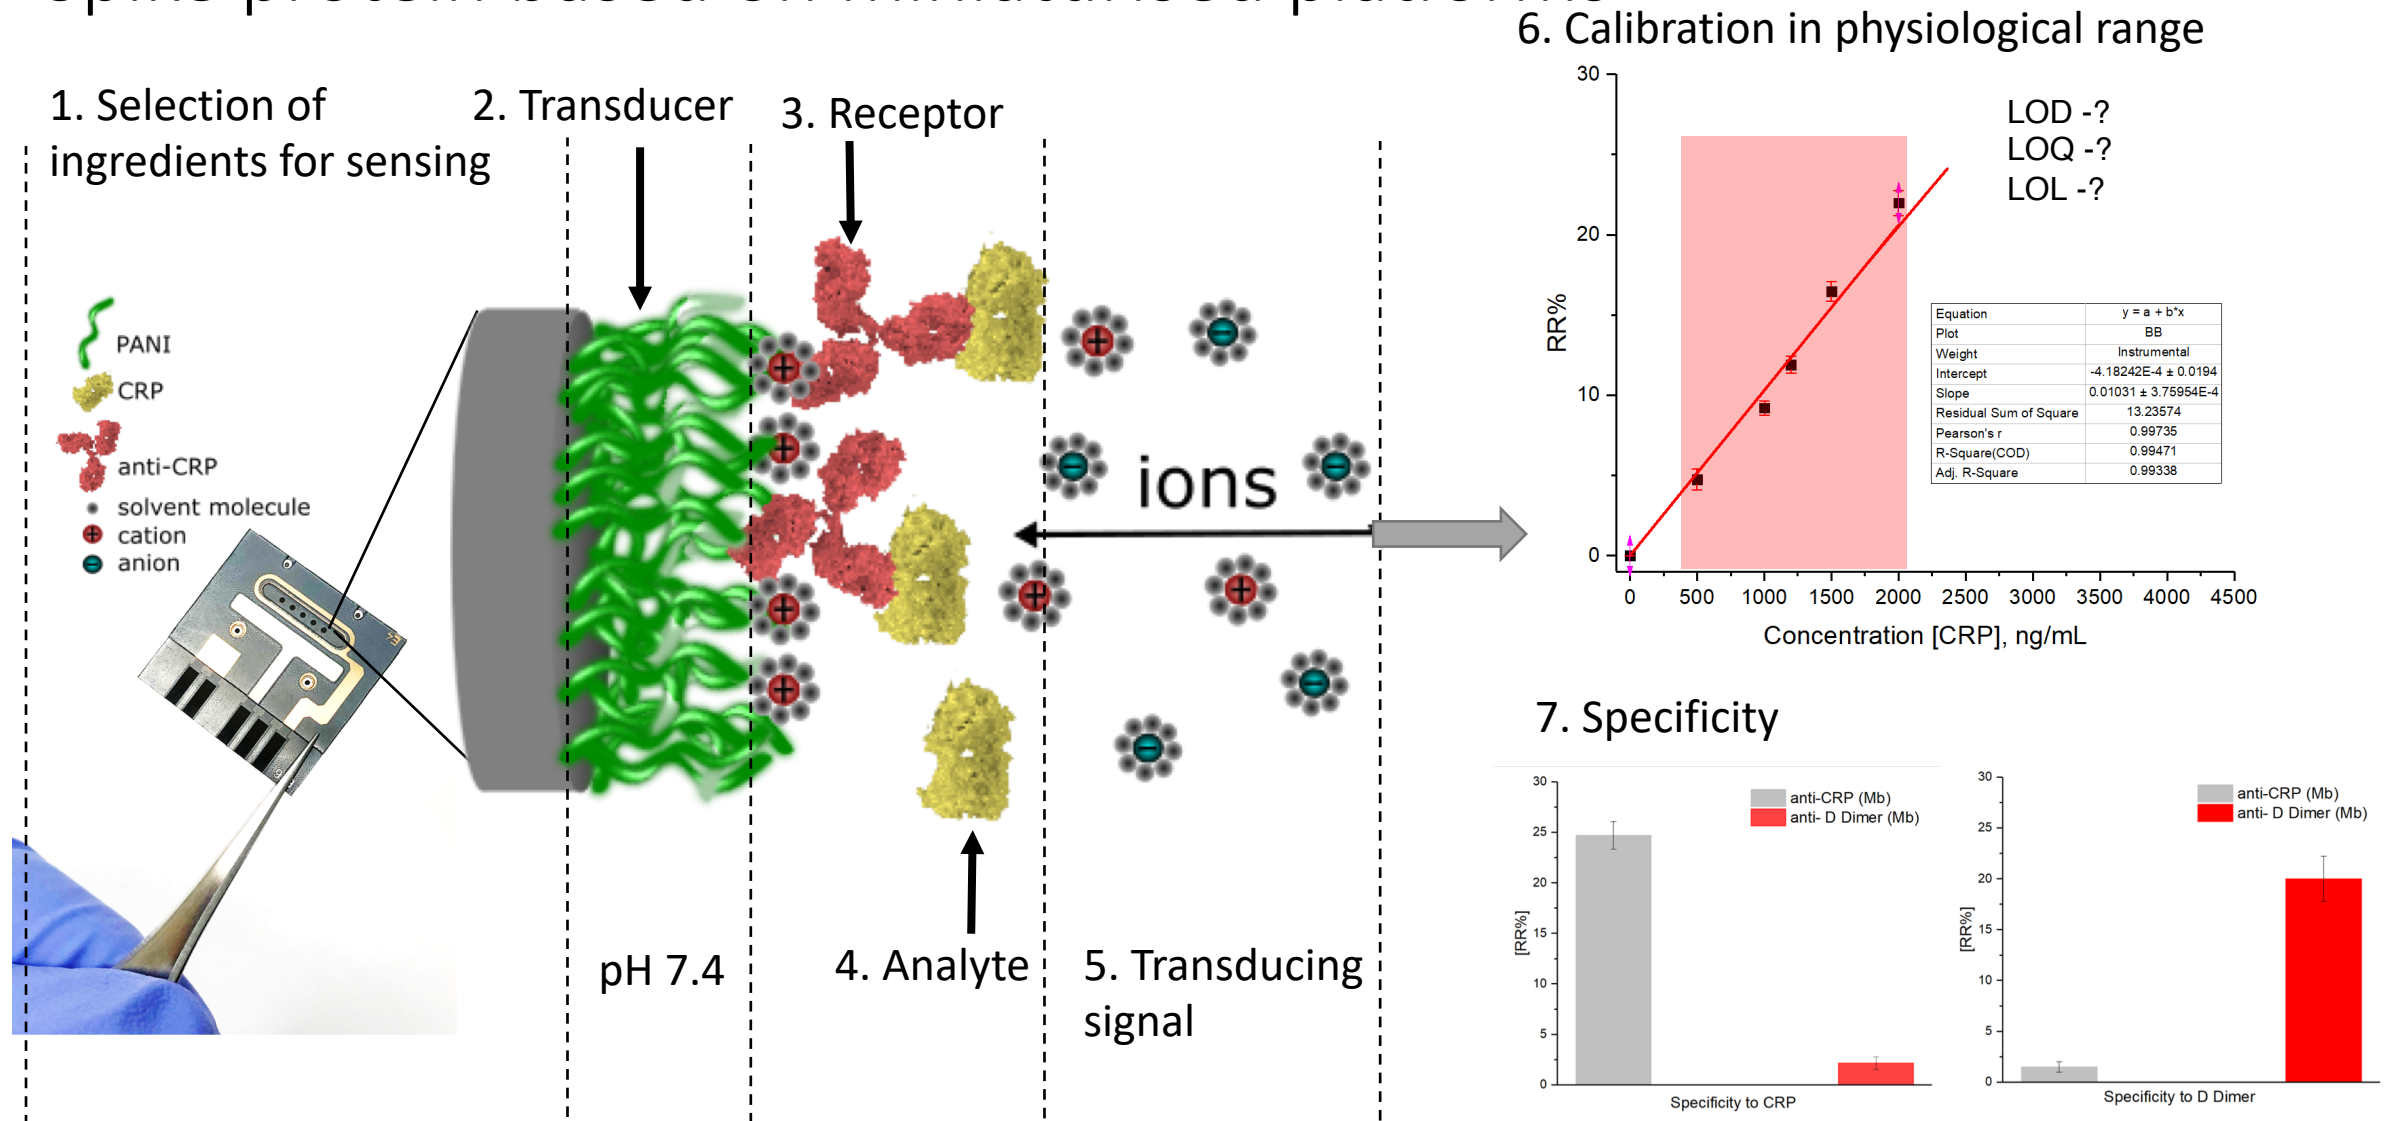 6. Calibration in physiological range
1. Selection of
ingredients for sensing
2. Transducer
3. Receptor
PANI
CRP
anti-CRP
solvent molecule
cation
anion
ions
pH 7.4
4. Analyte
5. Transducing
signal
LOD -?
LOQ -?
LOL -?
RR%
30
20
10
0
0 500 1000 1500 2000 2500 3000 3500 4000 4500
Concentration [CRP], ng/mL
Equation y = a + b*x
Plot BB
Weight Instrumental
Intercept -4.18242E-4 ± 0.0194
Slope 0.01031 ± 3.75954E-4
Residual Sum of Square 13.23574
Pearson's r 0.99735
R-Square(COD) 0.99471
Adj. R-Square 0.99338
7. Specificity
[RR%]
30
25
20
15
10
5
0
anti-CRP (Mb)
anti- D Dimer (Mb)
Specificity to CRP
[RR%]
30
25
20
15
10
5
0
anti-CRP (Mb)
anti- D Dimer (Mb)
Specificity to D Dimer